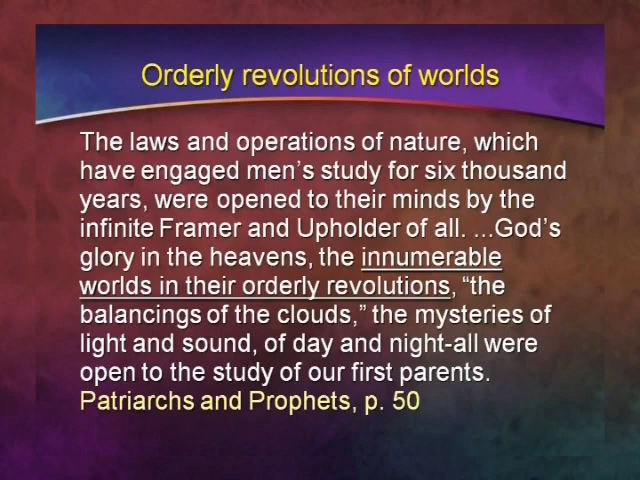 Orderly revolutions of worlds
The laws and operations of nature, which
have engaged men's study for six thousand
years, were opened to their minds by the
infinite Framer and Upholder of all. ...God's
glory in the heavens, the innumerable
worlds in their orderly revolutions, “the
balancings of the clouds,” the mysteries of
light and sound, of day and night-all were
open to the study of our first parents.
Patriarchs and Prophets, p. 50